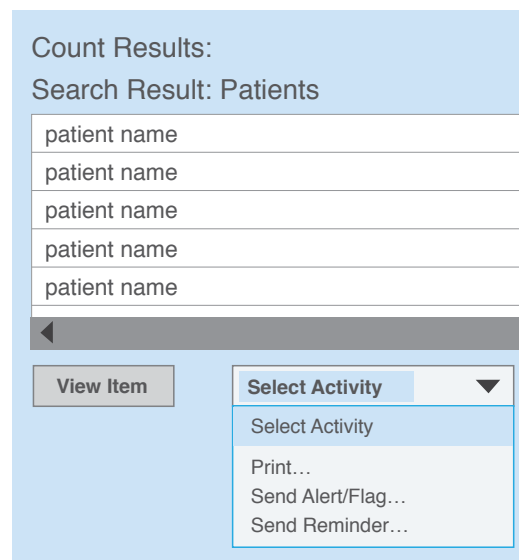 Count Results:
Search Result: Patients
patient name
patient name
patient name
patient name
patient name
View Item
Select Activity
Select Activity
Print…
Send Alert/Flag…
Send Reminder…